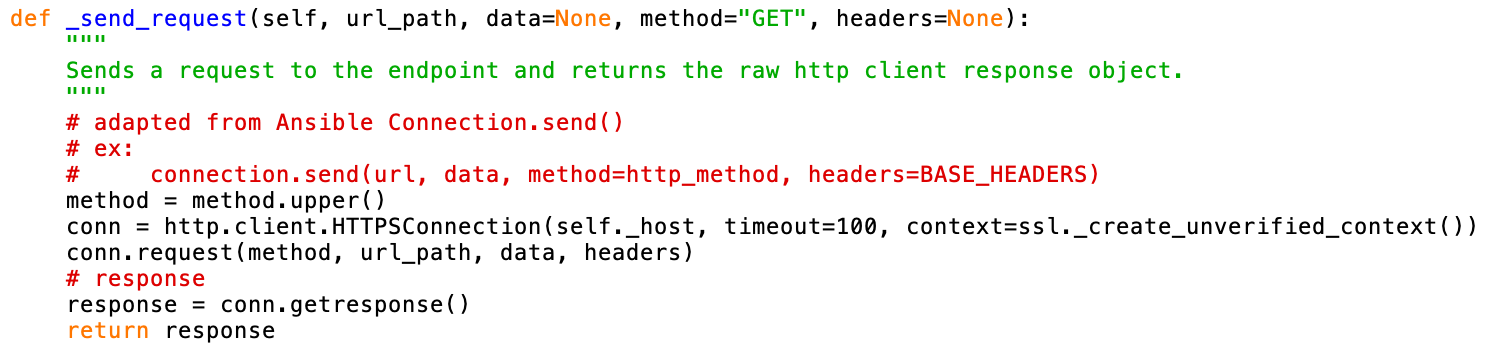 def _send_request(self, url_path, data=None, method="GET", headers=None):
    """
    Sends a request to the endpoint and returns the raw http client response object.
    """
    # adapted from Ansible Connection.send()
    # ex:
    #     connection.send(url, data, method=http_method, headers=BASE_HEADERS)
    method = method.upper()
    conn = http.client.HTTPSConnection(self._host, timeout=100, context=ssl._create_unverified_context())
    conn.request(method, url_path, data, headers)
    # response
    response = conn.getresponse()
    return response